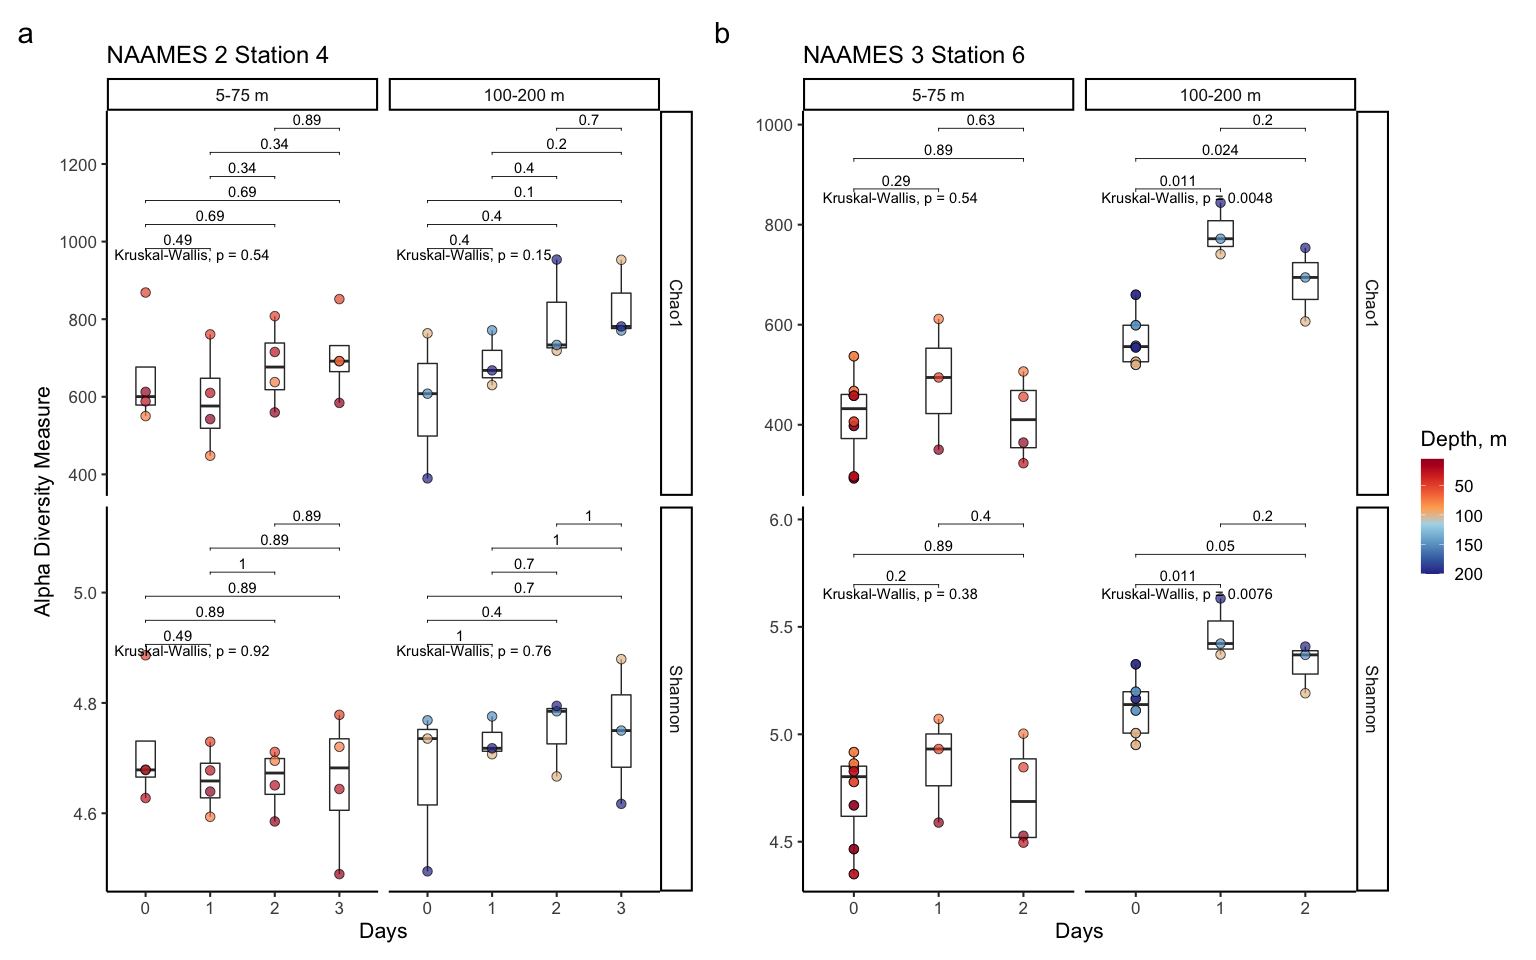 a
NAAMES 2 Station 4
5-75 m
100-200 m
Chao1
1200
1000
800
600
400
0.89
0.34
0.34
0.69
0.69
0.49
Kruskal-Wallis, p = 0.54
0.7
0.2
0.4
0.1
0.4
0.4
Kruskal-Wallis, p = 0.15
Alpha Diversity Measure
Shannon
5.0
4.8
4.6
0.89
0.89
1
0.89
0.89
0.49
Kruskal-Wallis, p = 0.92
1
1
0.7
0.7
0.4
1
Kruskal-Wallis, p = 0.76
0 1 2 3
0 1 2 3
Days
b
NAAMES 3 Station 6
5-75 m
100-200 m
Chao1
1000
800
600
400
0.63
0.89
0.29
Kruskal-Wallis, p = 0.54
0.2
0.024
0.011
Kruskal-Wallis, p = 0.0048
Shannon
6.0
5.5
5.0
4.5
0.4
0.89
0.2
Kruskal-Wallis, p = 0.38
0.2
0.05
0.011
Kruskal-Wallis, p = 0.0076
0 1 2
0 1 2
Days
Depth, m
50
100
150
200